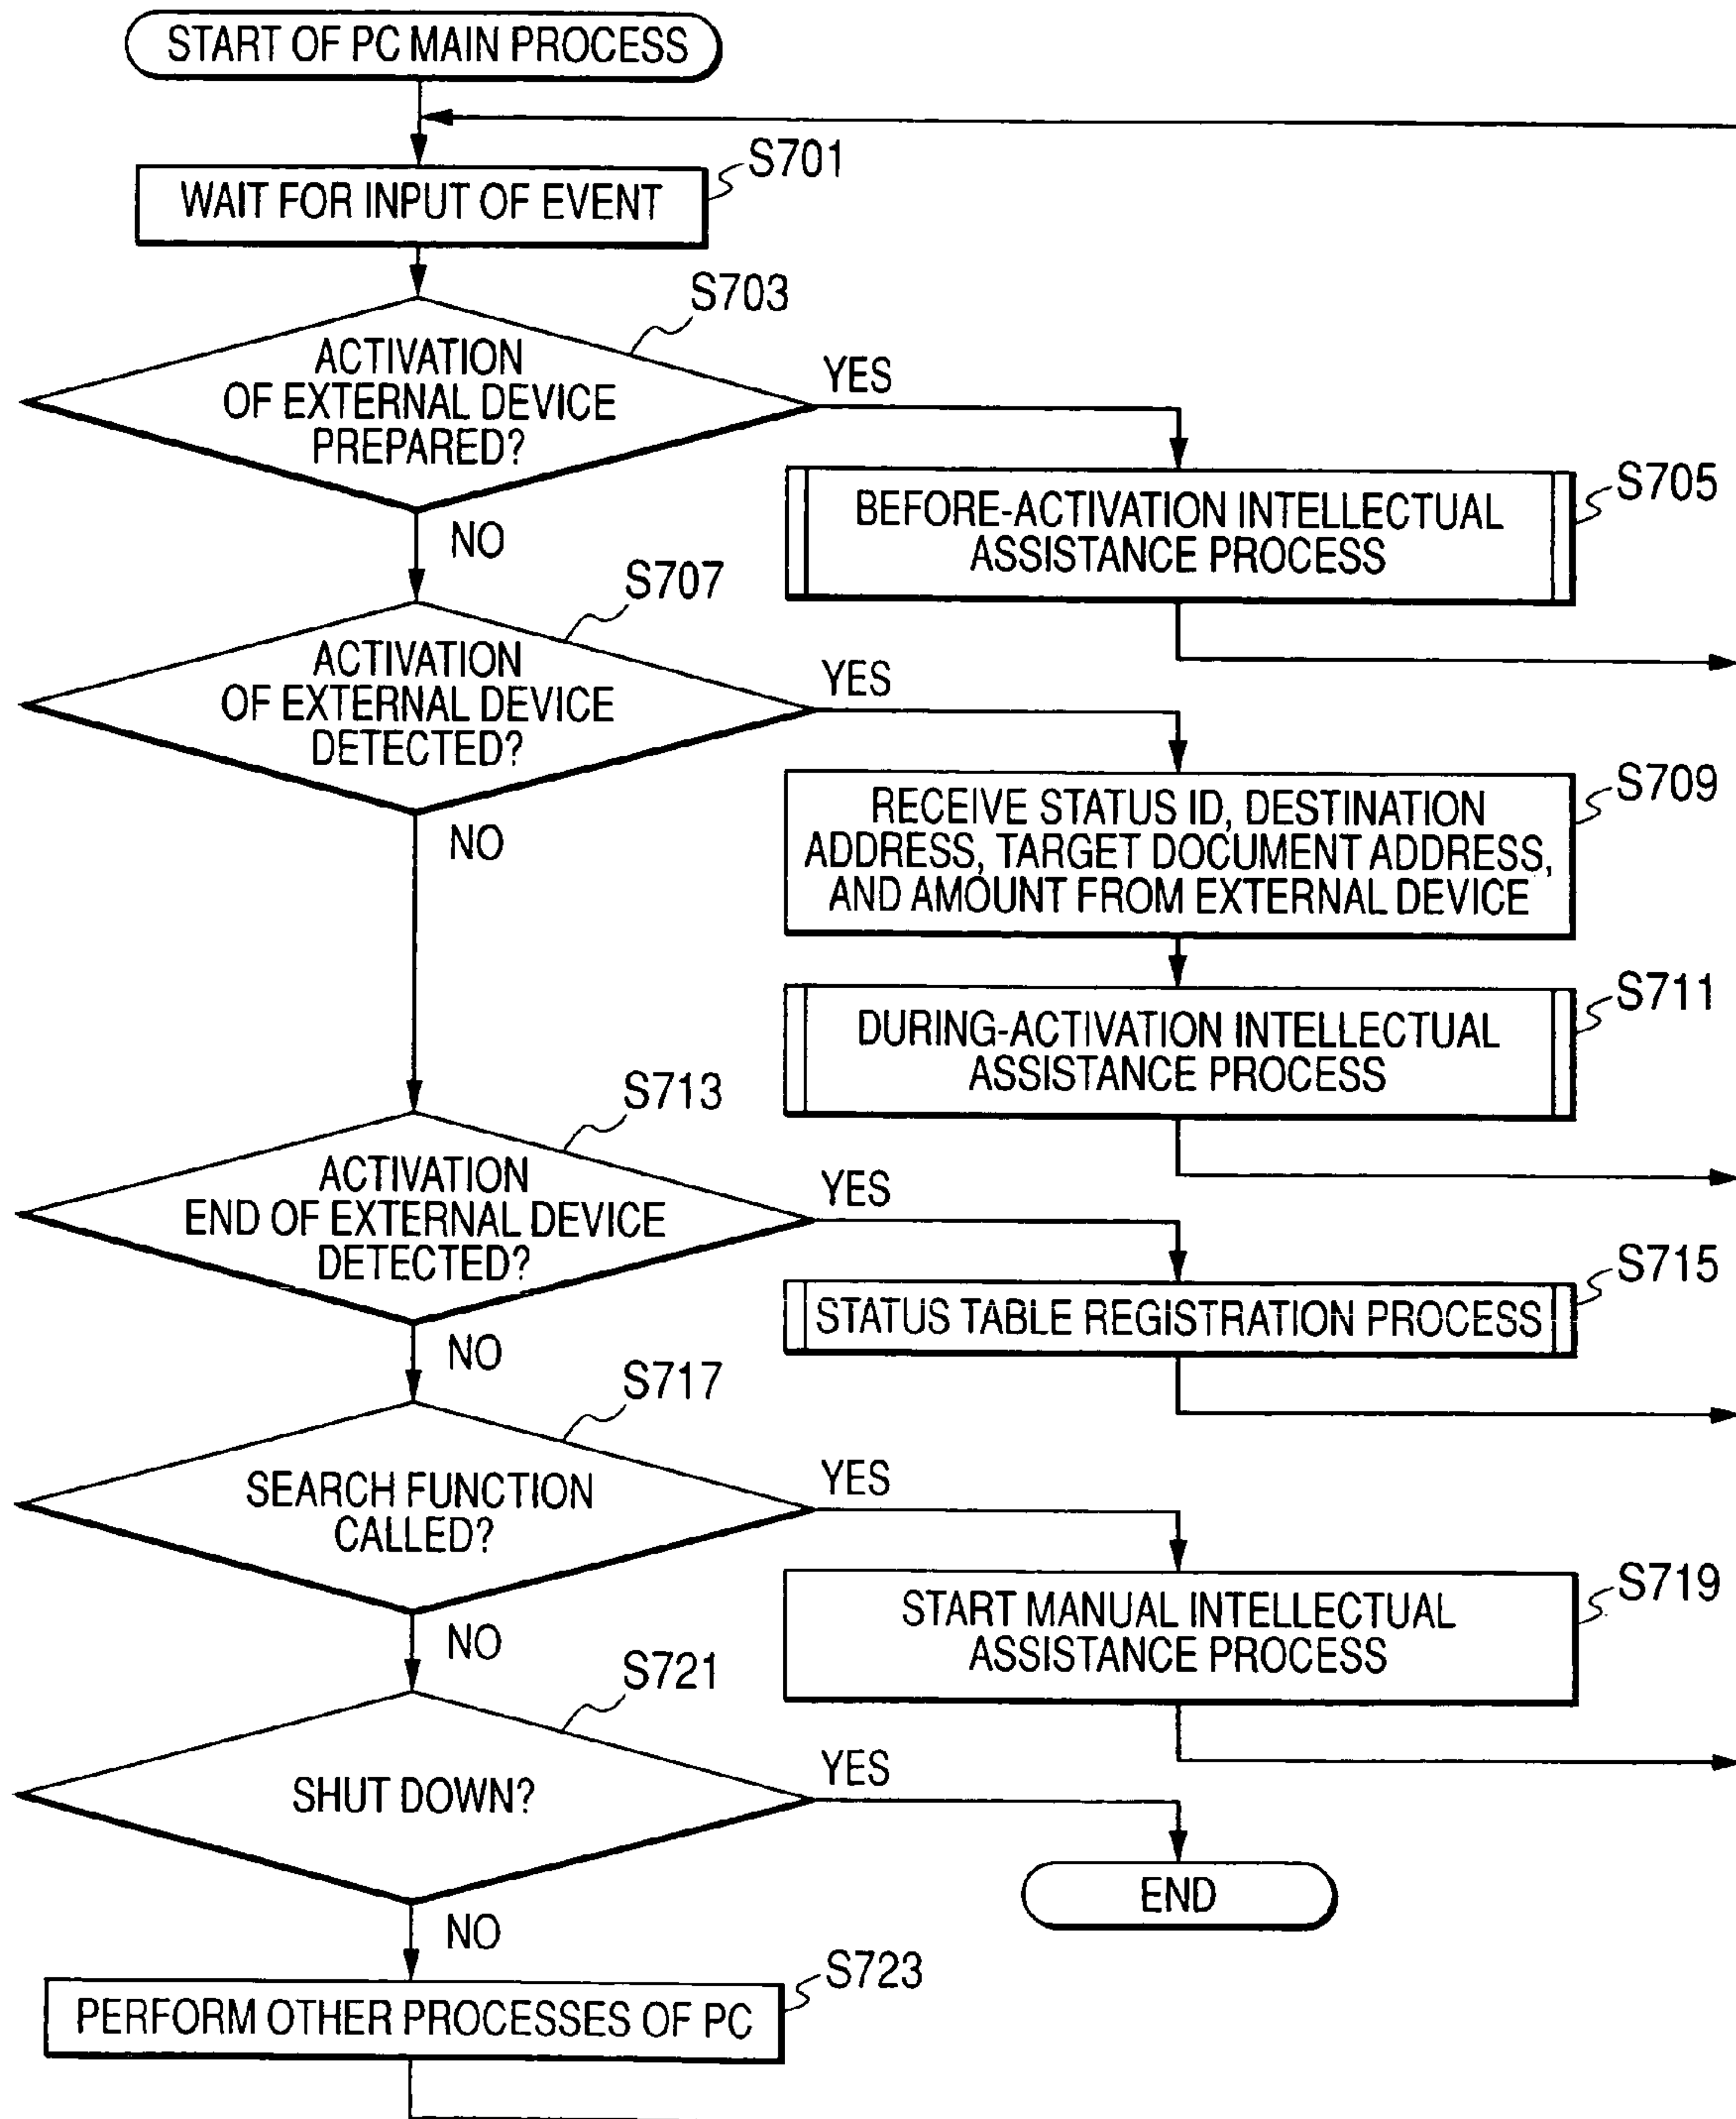 START OF PC MAIN PROCESS
S701
WAIT FOR INPUT OF EVENT
S703
ACTIVATION
OF EXTERNAL DEVICE
PREPARED?
YES
NO
S705
BEFORE-ACTIVATION INTELLECTUAL
ASSISTANCE PROCESS
S707
ACTIVATION
OF EXTERNAL DEVICE
DETECTED?
YES
NO
S709
RECEIVE STATUS ID, DESTINATION
ADDRESS, TARGET DOCUMENT ADDRESS,
AND AMOUNT FROM EXTERNAL DEVICE
S711
DURING-ACTIVATION INTELLECTUAL
ASSISTANCE PROCESS
S713
ACTIVATION
END OF EXTERNAL DEVICE
DETECTED?
YES
NO
S715
STATUS TABLE REGISTRATION PROCESS
S717
SEARCH FUNCTION
CALLED?
YES
NO
S719
START MANUAL INTELLECTUAL
ASSISTANCE PROCESS
S721
SHUT DOWN?
YES
NO
END
S723
PERFORM OTHER PROCESSES OF PC